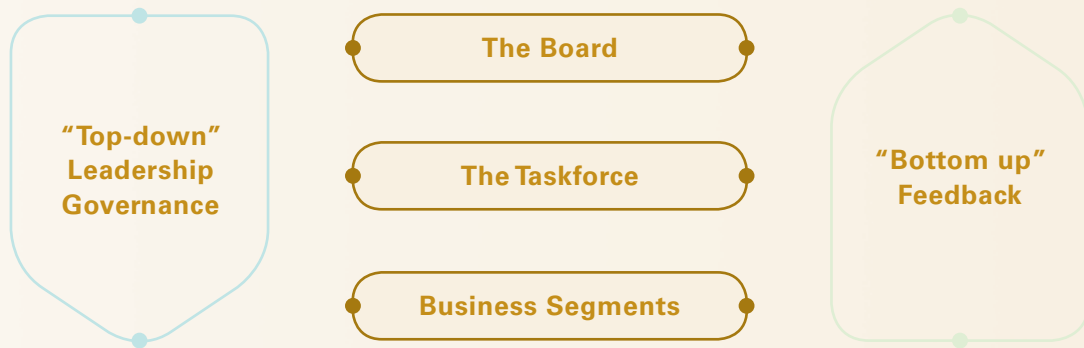 “Top-down”
Leadership
Governance
The Board
The Taskforce
Business Segments
“Bottom up”
Feedback